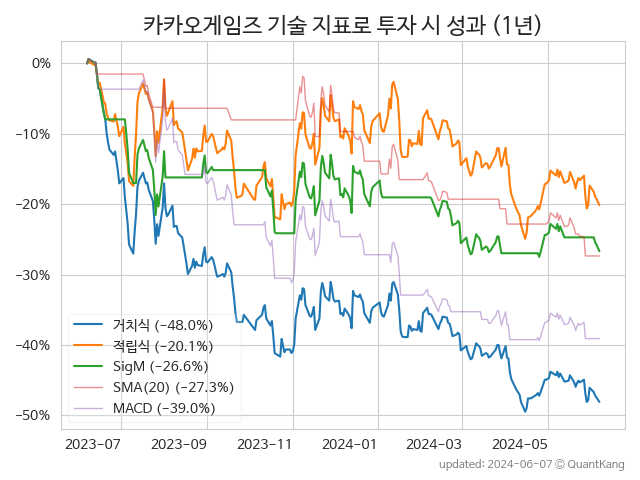 카카오게임즈 기술 지표로 투자 시 성과 (1년)
0%
−10%
−20%
−30%
−40%
−50%
거치식 (−48.0%)
적립식 (−20.1%)
SigM (−26.6%)
SMA(20) (−27.3%)
MACD (−39.0%)
2023-07
2023-09
2023-11
2024-01
2024-03
2024-05
updated: 2024-06-07 © QuantKang